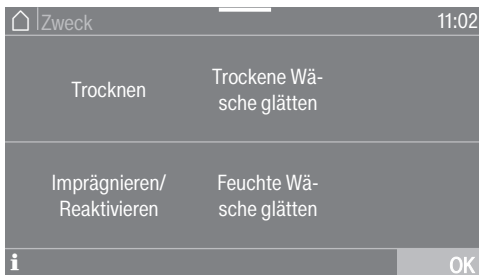 Zweck
11:02
Trocknen
Trockene Wä-
sche glätten
Imprägnieren/
Reaktivieren
Feuchte Wä-
sche glätten
i
OK